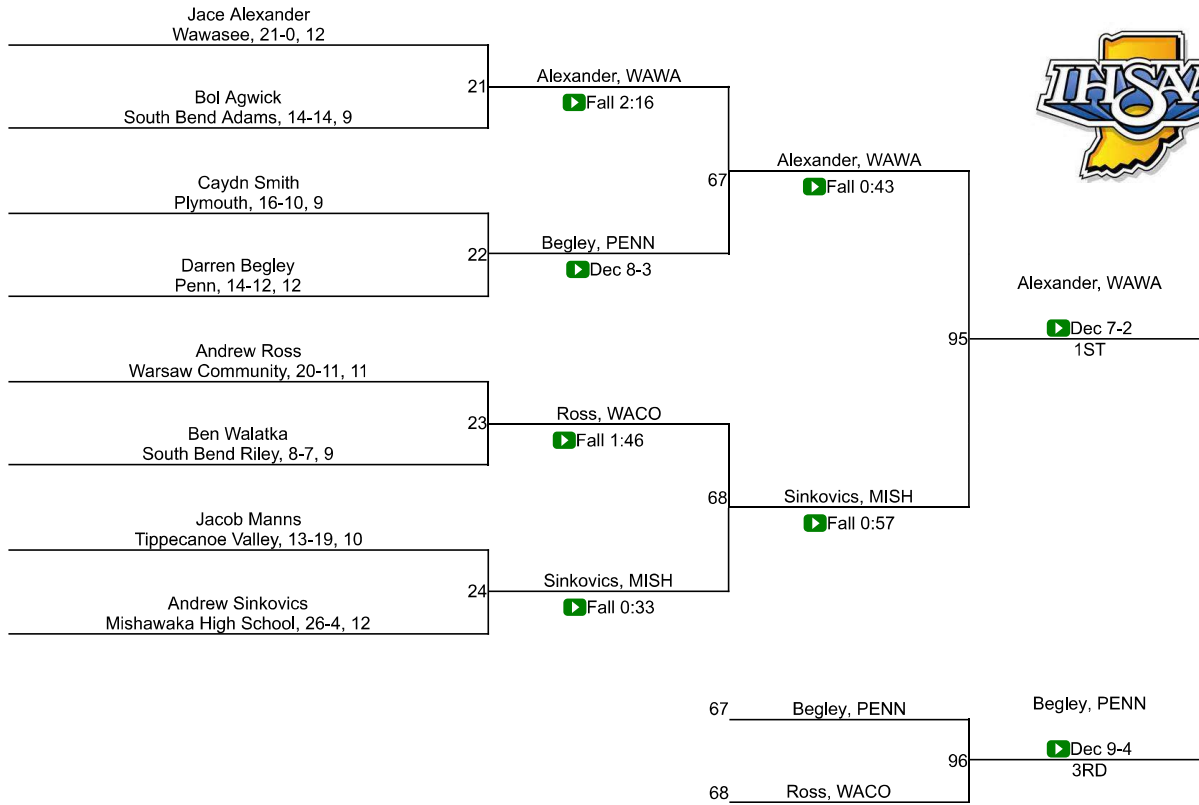 Jace Alexander
Wawasee, 21-0, 12
Bol Agwick
South Bend Adams, 14-14, 9
21
Alexander, WAWA
Fall 2:16
Caydn Smith
Plymouth, 16-10, 9
Darren Begley
Penn, 14-12, 12
22
Begley, PENN
Dec 8-3
67
Alexander, WAWA
Fall 0:43
Andrew Ross
Warsaw Community, 20-11, 11
Ben Walatka
South Bend Riley, 8-7, 9
23
Ross, WACO
Fall 1:46
Jacob Manns
Tippecanoe Valley, 13-19, 10
Andrew Sinkovics
Mishawaka High School, 26-4, 12
24
Sinkovics, MISH
Fall 0:33
68
Sinkovics, MISH
Fall 0:57
95
Alexander, WAWA
Dec 7-2
1ST
IHSAA
67
Begley, PENN
68
Ross, WACO
96
Begley, PENN
Dec 9-4
3RD